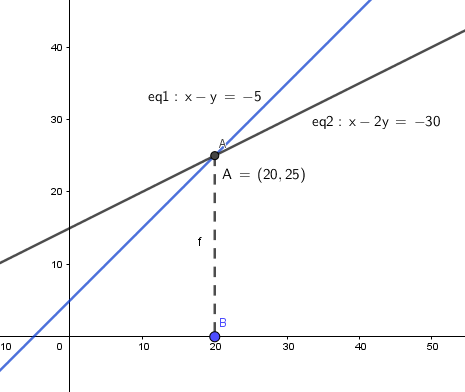 40
eq1 : x − y = −5
30
eq2 : x − 2y = −30
A
A = (20, 25)
20
f
10
B
10 0 10 20 30 40 50